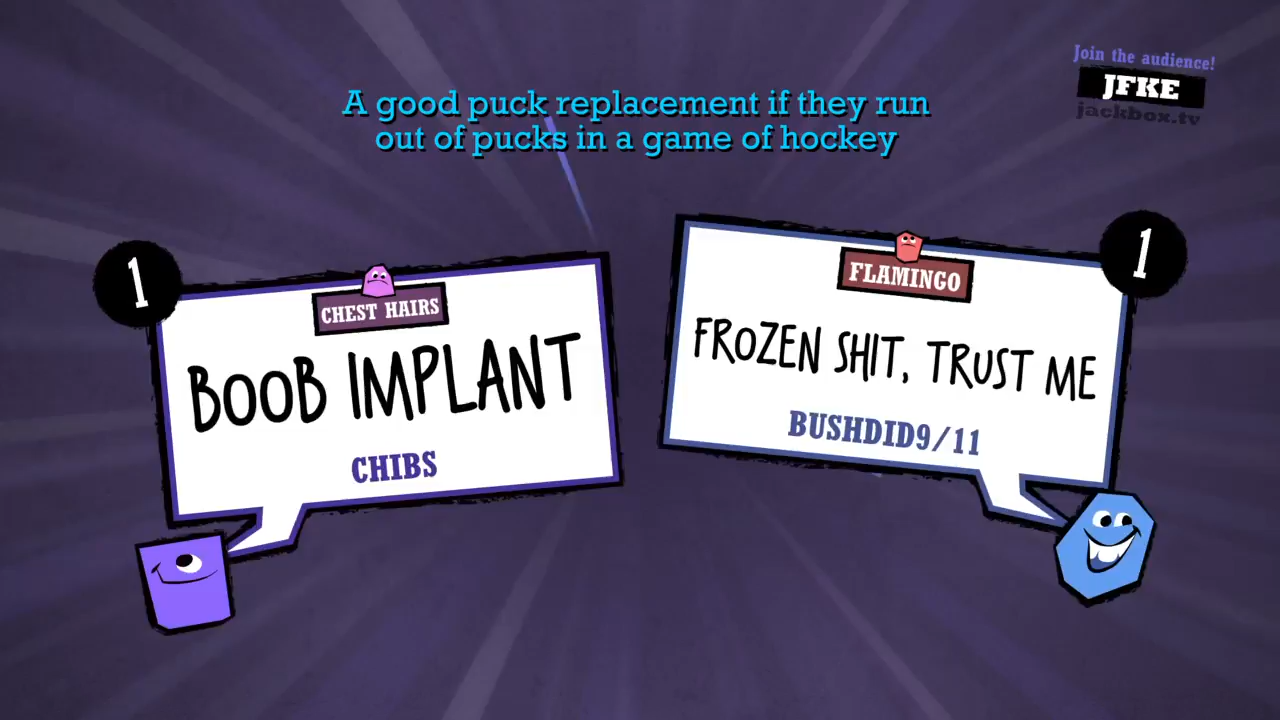 Join the audience!
JFKE
jackbox.tv
A good puck replacement if they run
out of pucks in a game of hockey
1
CHEST HAIRS
BOOB IMPLANT
CHIBS
1
FLAMINGO
FROZEN SHIT, TRUST ME
BUSHDID9/11